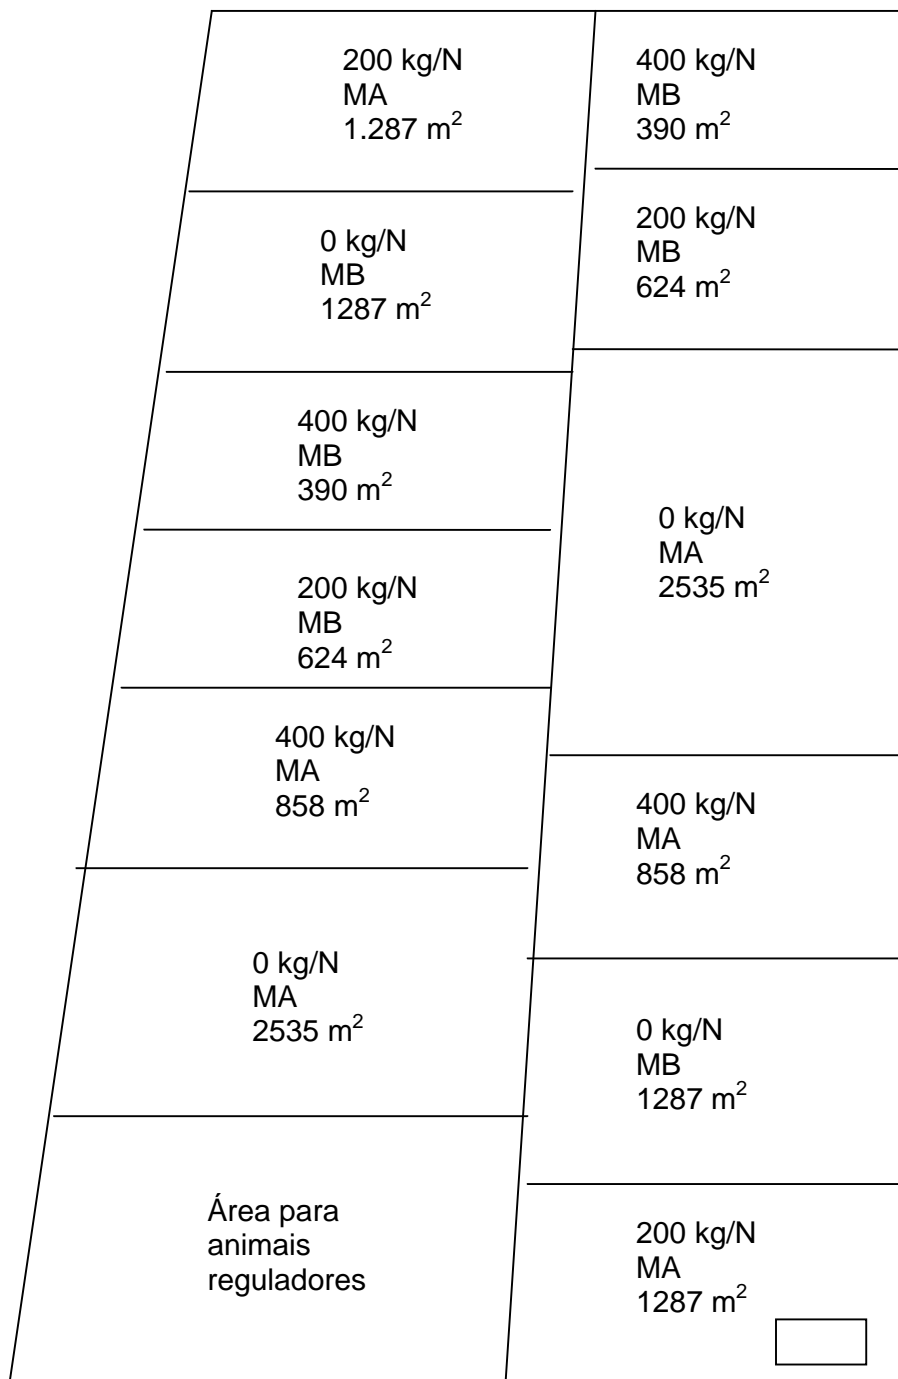 200 kg/N
MA
1.287 m²
0 kg/N
MB
1287 m²
400 kg/N
MB
390 m²
200 kg/N
MB
624 m²
400 kg/N
MA
858 m²
0 kg/N
MA
2535 m²
Área para
animais
reguladores
400 kg/N
MB
390 m²
200 kg/N
MB
624 m²
0 kg/N
MA
2535 m²
400 kg/N
MA
858 m²
0 kg/N
MB
1287 m²
200 kg/N
MA
1287 m²